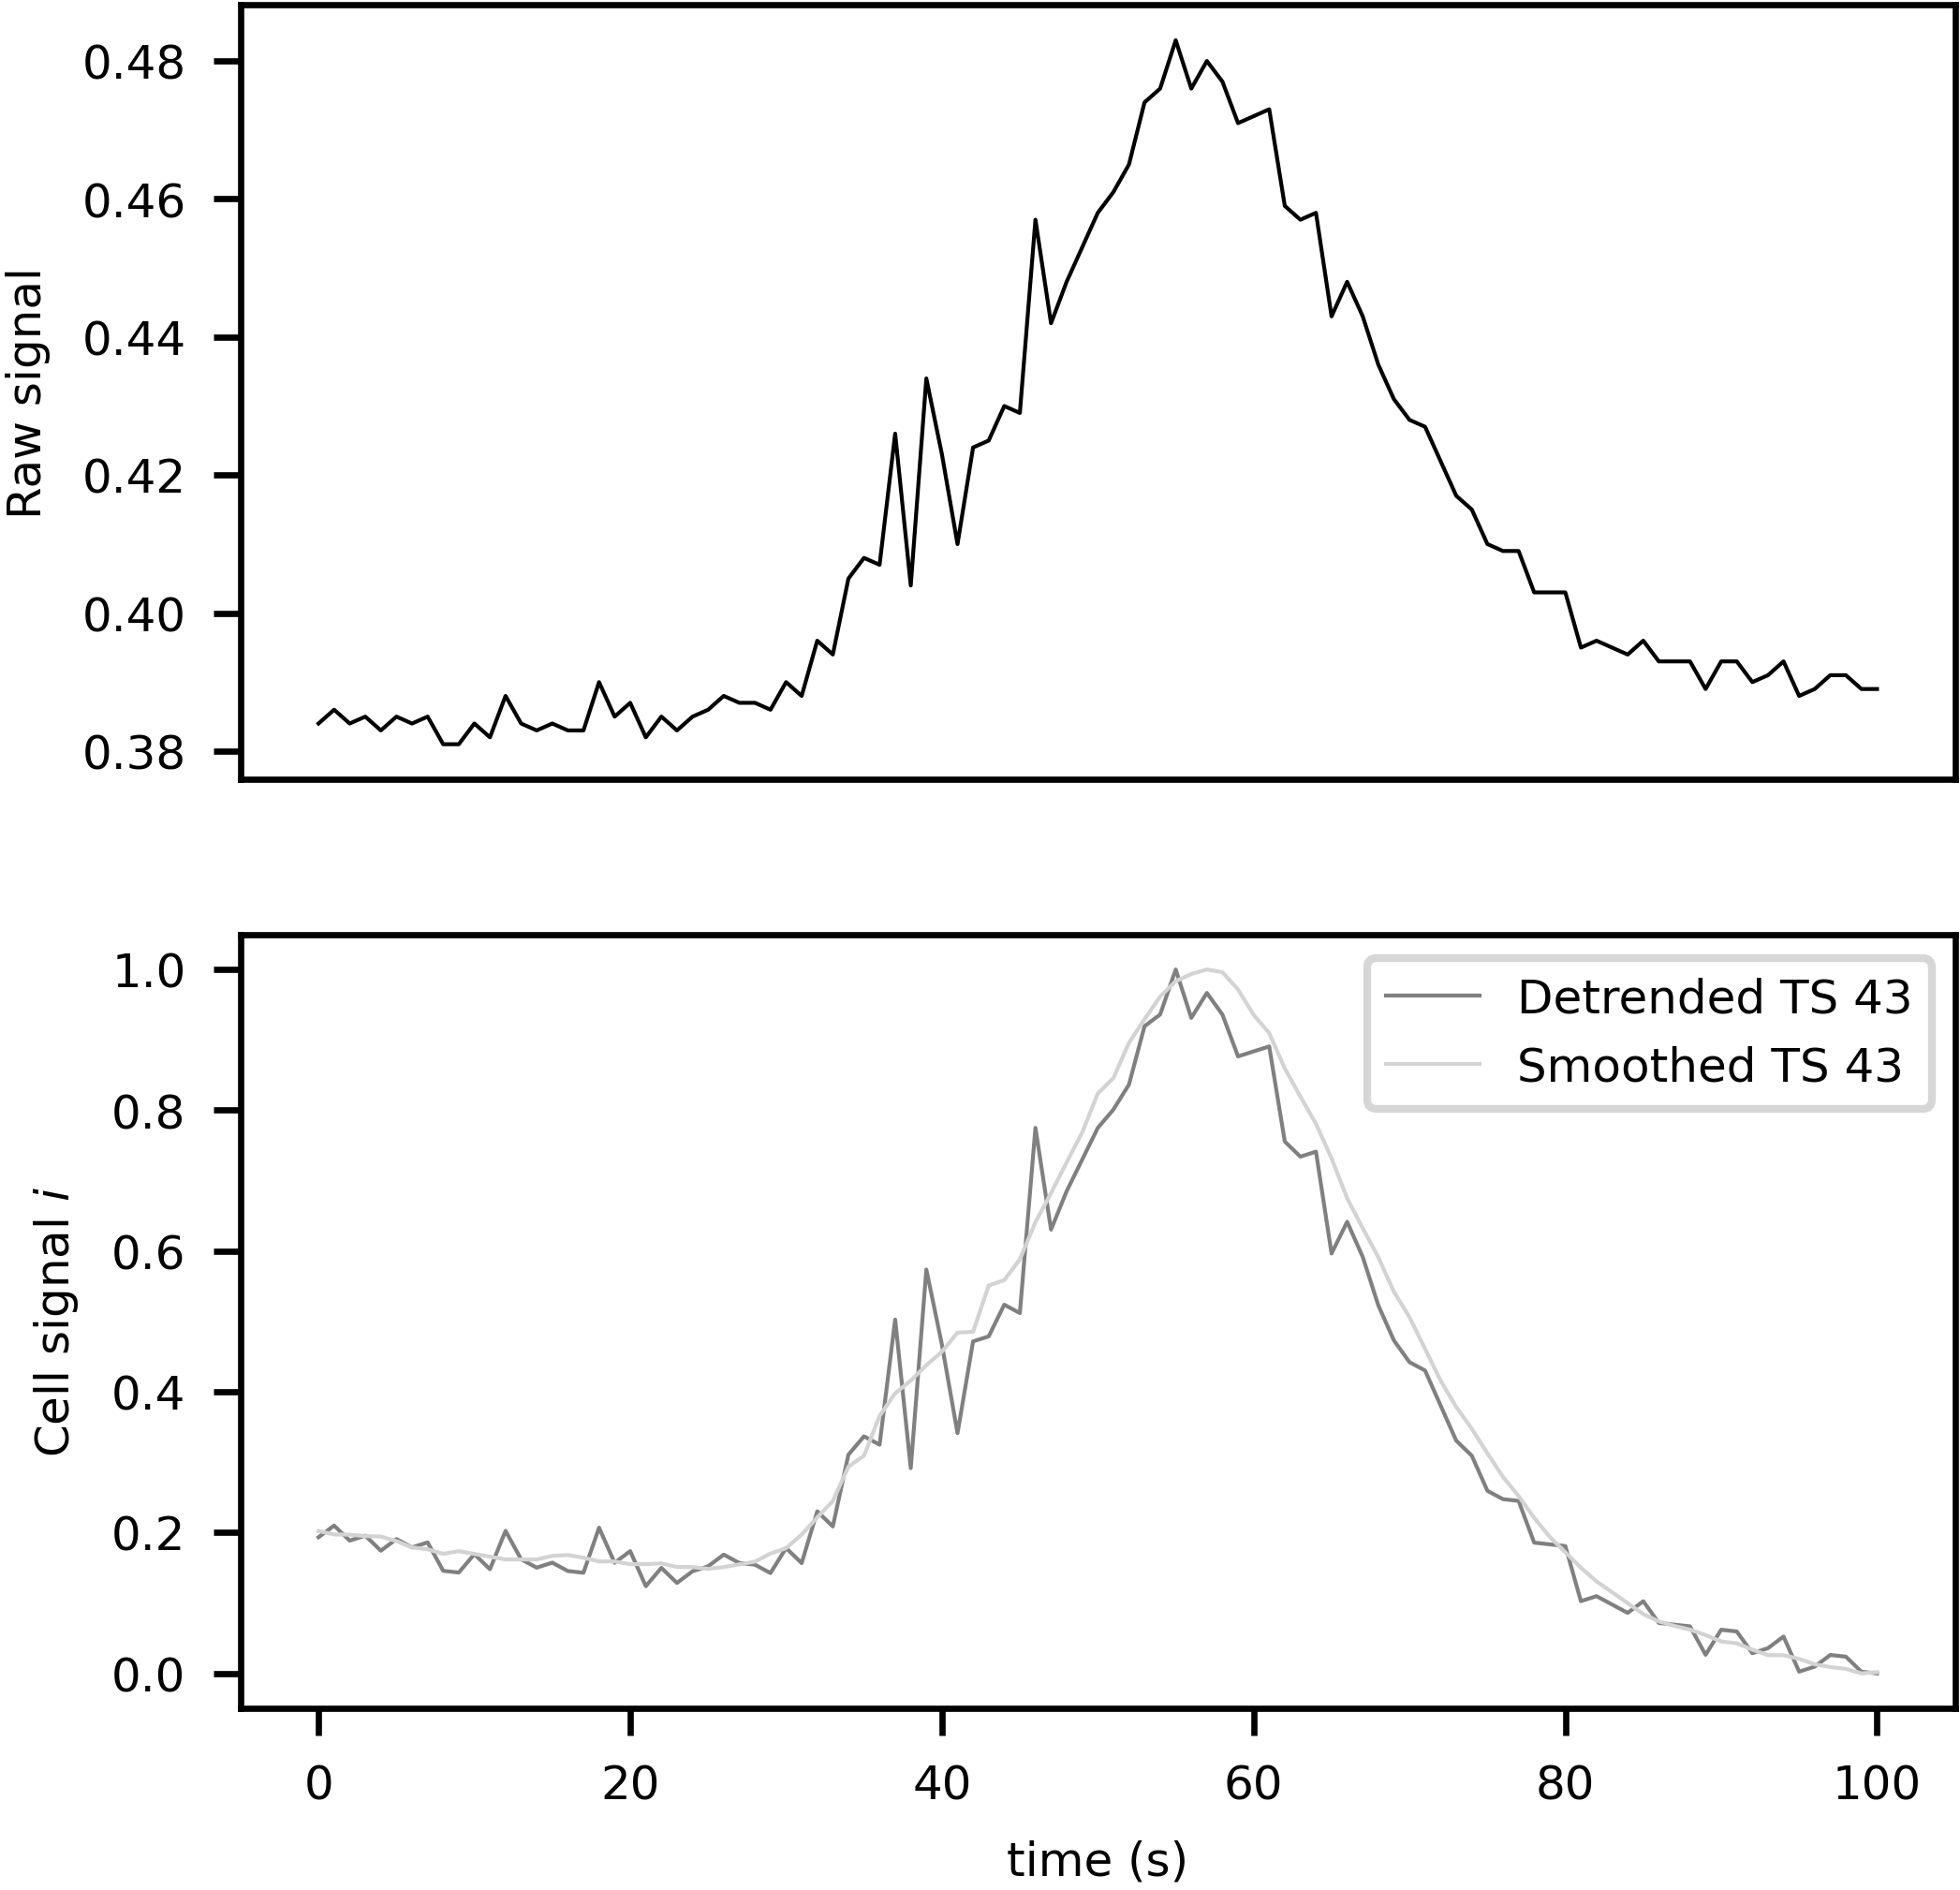 Raw signal
0.48
0.46
0.44
0.42
0.40
0.38
Cell signal i
1.0
0.8
0.6
0.4
0.2
0.0
Detrended TS 43
Smoothed TS 43
0 20 40 60 80 100
time (s)